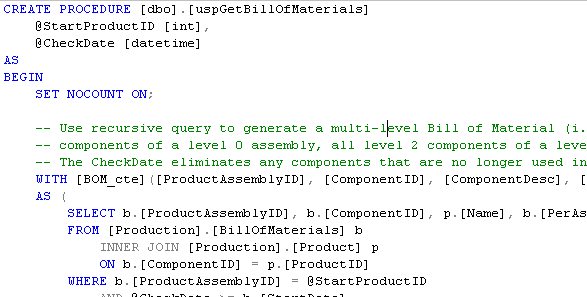 CREATE PROCEDURE [dbo].[uspGetBillOfMaterials]
@StartProductID [int],
@CheckDate [datetime]
AS
BEGIN
SET NOCOUNT ON;
-- Use recursive query to generate a multi-level Bill of Material (i.
-- components of a level 0 assembly, all level 2 components of a leve
-- The CheckDate eliminates any components that are no longer used in
WITH [BOM_cte]([ProductAssemblyID], [ComponentID], [ComponentDesc], [
AS (
SELECT b.[ProductAssemblyID], b.[ComponentID], p.[Name], b.[PerAs
FROM [Production].[BillOfMaterials] b
INNER JOIN [Production].[Product] p
ON b.[ComponentID] = p.[ProductID]
WHERE b.[ProductAssemblyID] = @StartProductID
AND @CheckDate >= b.[StartDate]